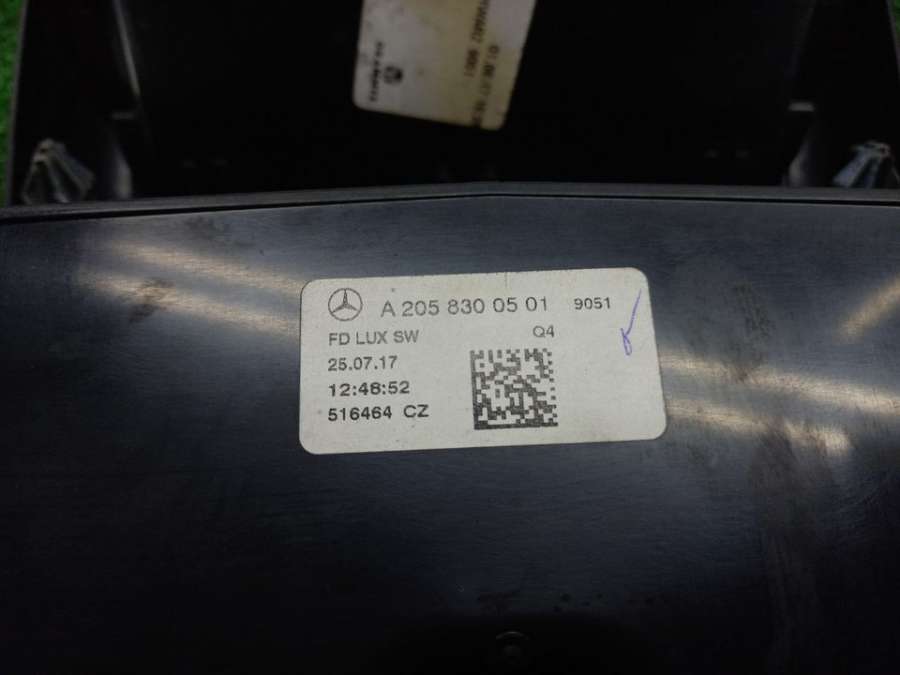 A 205 830 05 01 9051
FD LUX SW Q4
25.07.17
12:48:52
516464 CZ